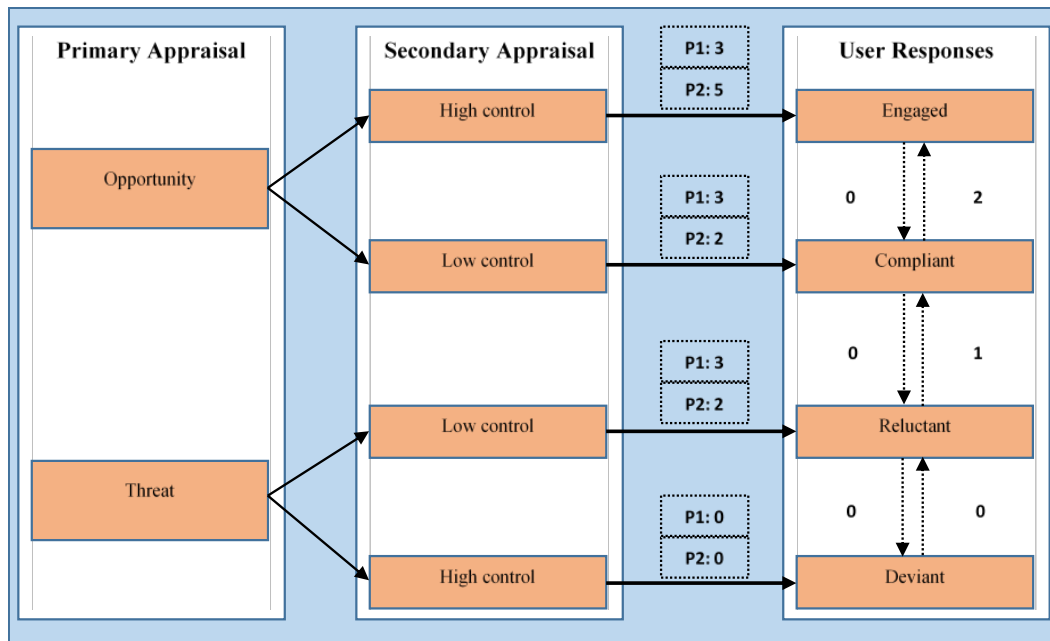 Primary Appraisal
Secondary Appraisal
User Responses
P1: 3
P2: 5
High control
Engaged
Opportunity
P1: 3
P2: 2
0
2
Low control
Compliant
P1: 3
P2: 2
0
1
Low control
Reluctant
Threat
P1: 0
P2: 0
0
0
High control
Deviant